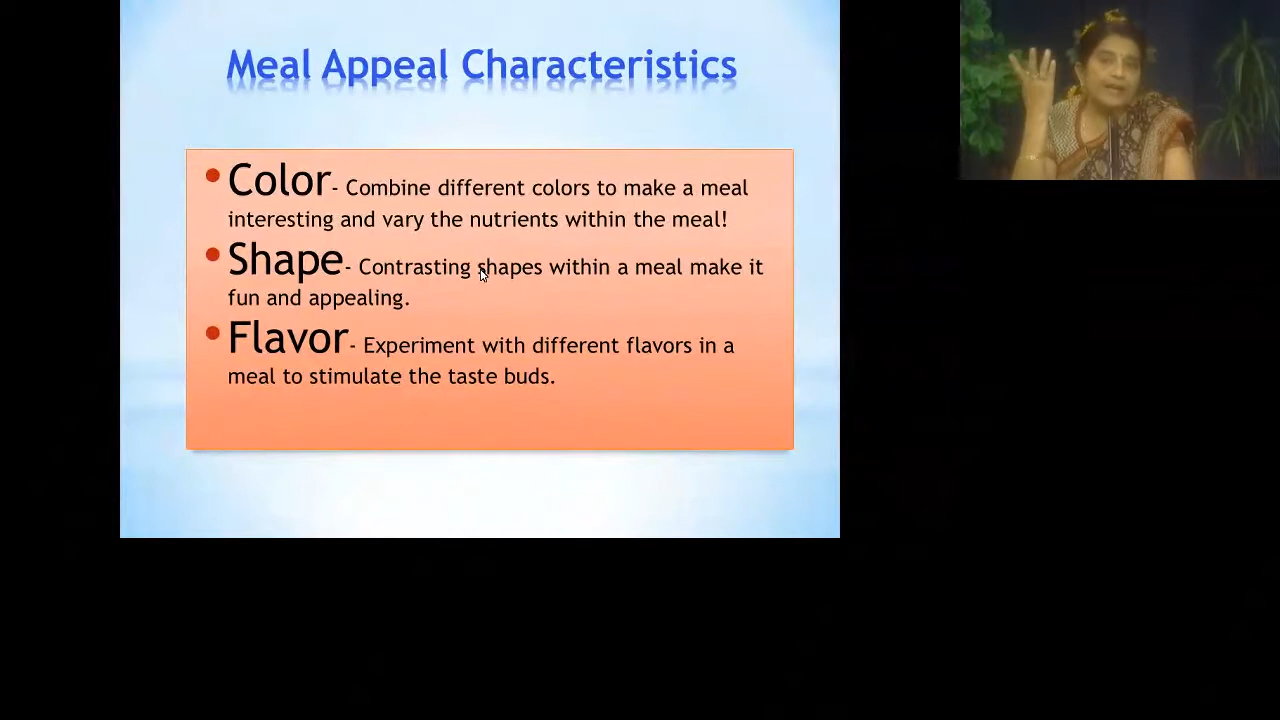 Meal Appeal Characteristics
• Color- Combine different colors to make a meal
interesting and vary the nutrients within the meal!
• Shape- Contrasting shapes within a meal make it
fun and appealing.
• Flavor- Experiment with different flavors in a
meal to stimulate the taste buds.